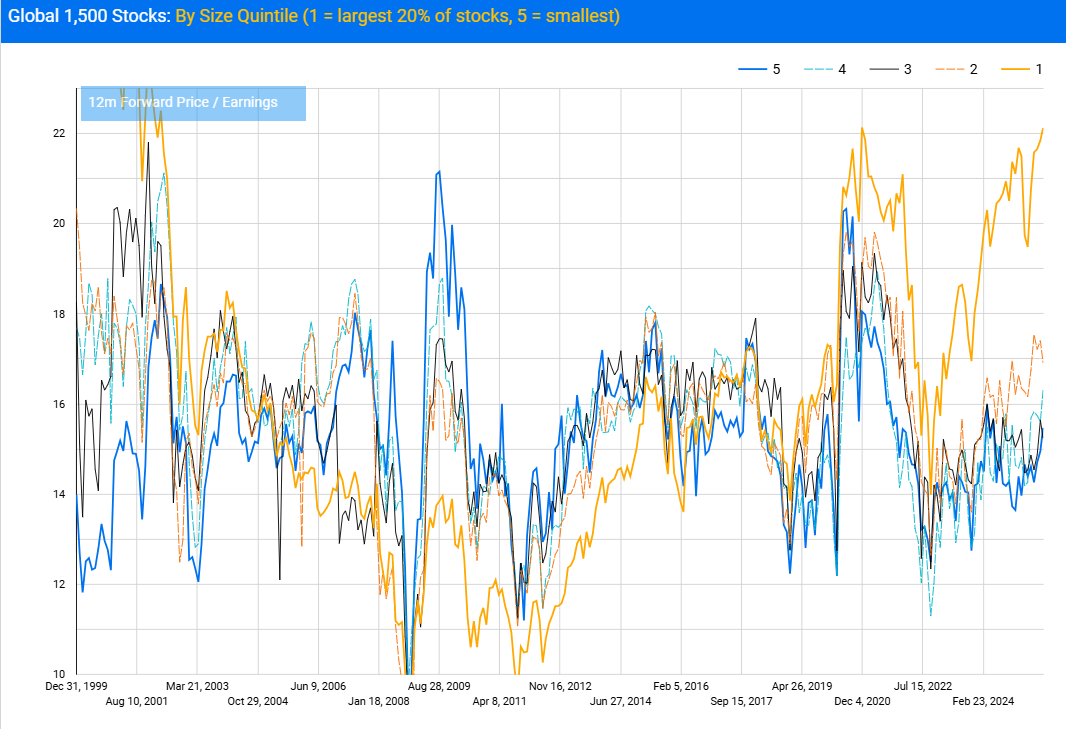 Global 1,500 Stocks: By Size Quintile (1 = largest 20% of stocks, 5 = smallest)
5 4 3 2 1
12m Forward Price / Earnings
22
20
18
16
14
12
10
Dec 31, 1999 Mar 21, 2003 Jun 9, 2006 Aug 28, 2009 Nov 16, 2012 Feb 5, 2016 Apr 26, 2019 Jul 15, 2022
Aug 10, 2001 Oct 29, 2004 Jan 18, 2008 Apr 8, 2011 Jun 27, 2014 Sep 15, 2017 Dec 4, 2020 Feb 23, 2024